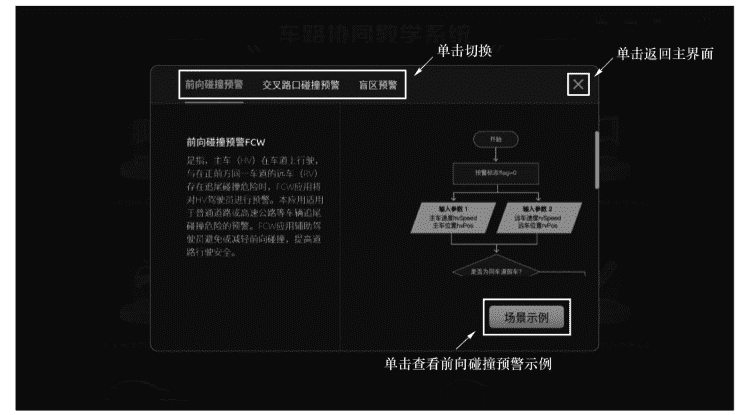 车路协同教学系统
单击切换
单击返回主界面
前向碰撞预警 交叉路口碰撞预警 盲区预警
前向碰撞预警FCW
是指，主车（HV）在车道上行驶，
与在正前方同一车道的远车（RV）
存在追尾碰撞危险时，FCW应用将
对HV驾驶员进行预警。本应用适用
于普通道路或高速公路等车辆追尾
碰撞危险的预警。FCW应用辅助驾
驶员避免或减轻前向碰撞，提高道
路行驶安全。
开始
报警标志flag=0
输入参数 1
主车速度hvSpeed
主车位置hvPos
输入参数 2
远车速度hvSpeed
远车位置hvPos
是否为同车道前车?
场景示例
单击查看前向碰撞预警示例